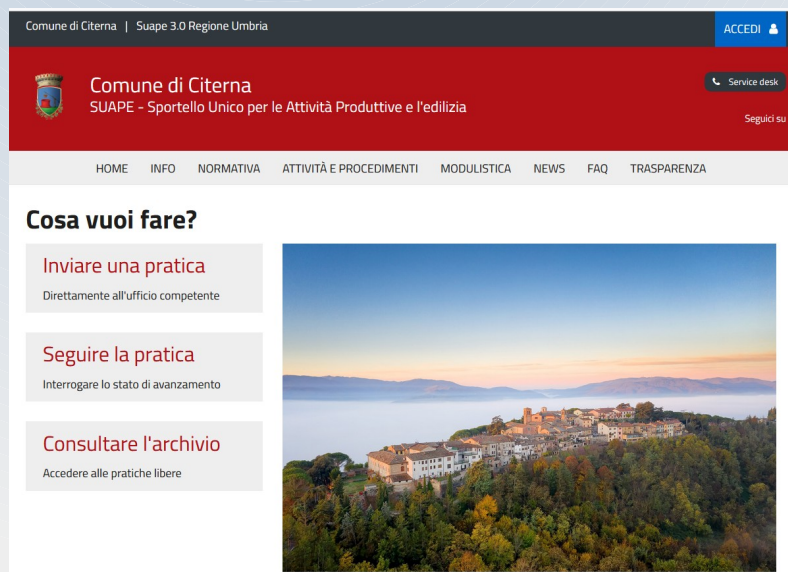 Comune di Citerna | Suape 3.0 Regione Umbria
ACCEDI
Comune di Citerna
SUAPE - Sportello Unico per le Attività Produttive e l'edilizia
Service desk
Seguici su
HOME INFO NORMATIVA ATTIVITÀ E PROCEDIMENTI MODULISTICA NEWS FAQ TRASPARENZA
Cosa vuoi fare?
Inviare una pratica
Direttamente all'ufficio competente
Seguire la pratica
Interrogare lo stato di avanzamento
Consultare l'archivio
Accedere alle pratiche libere